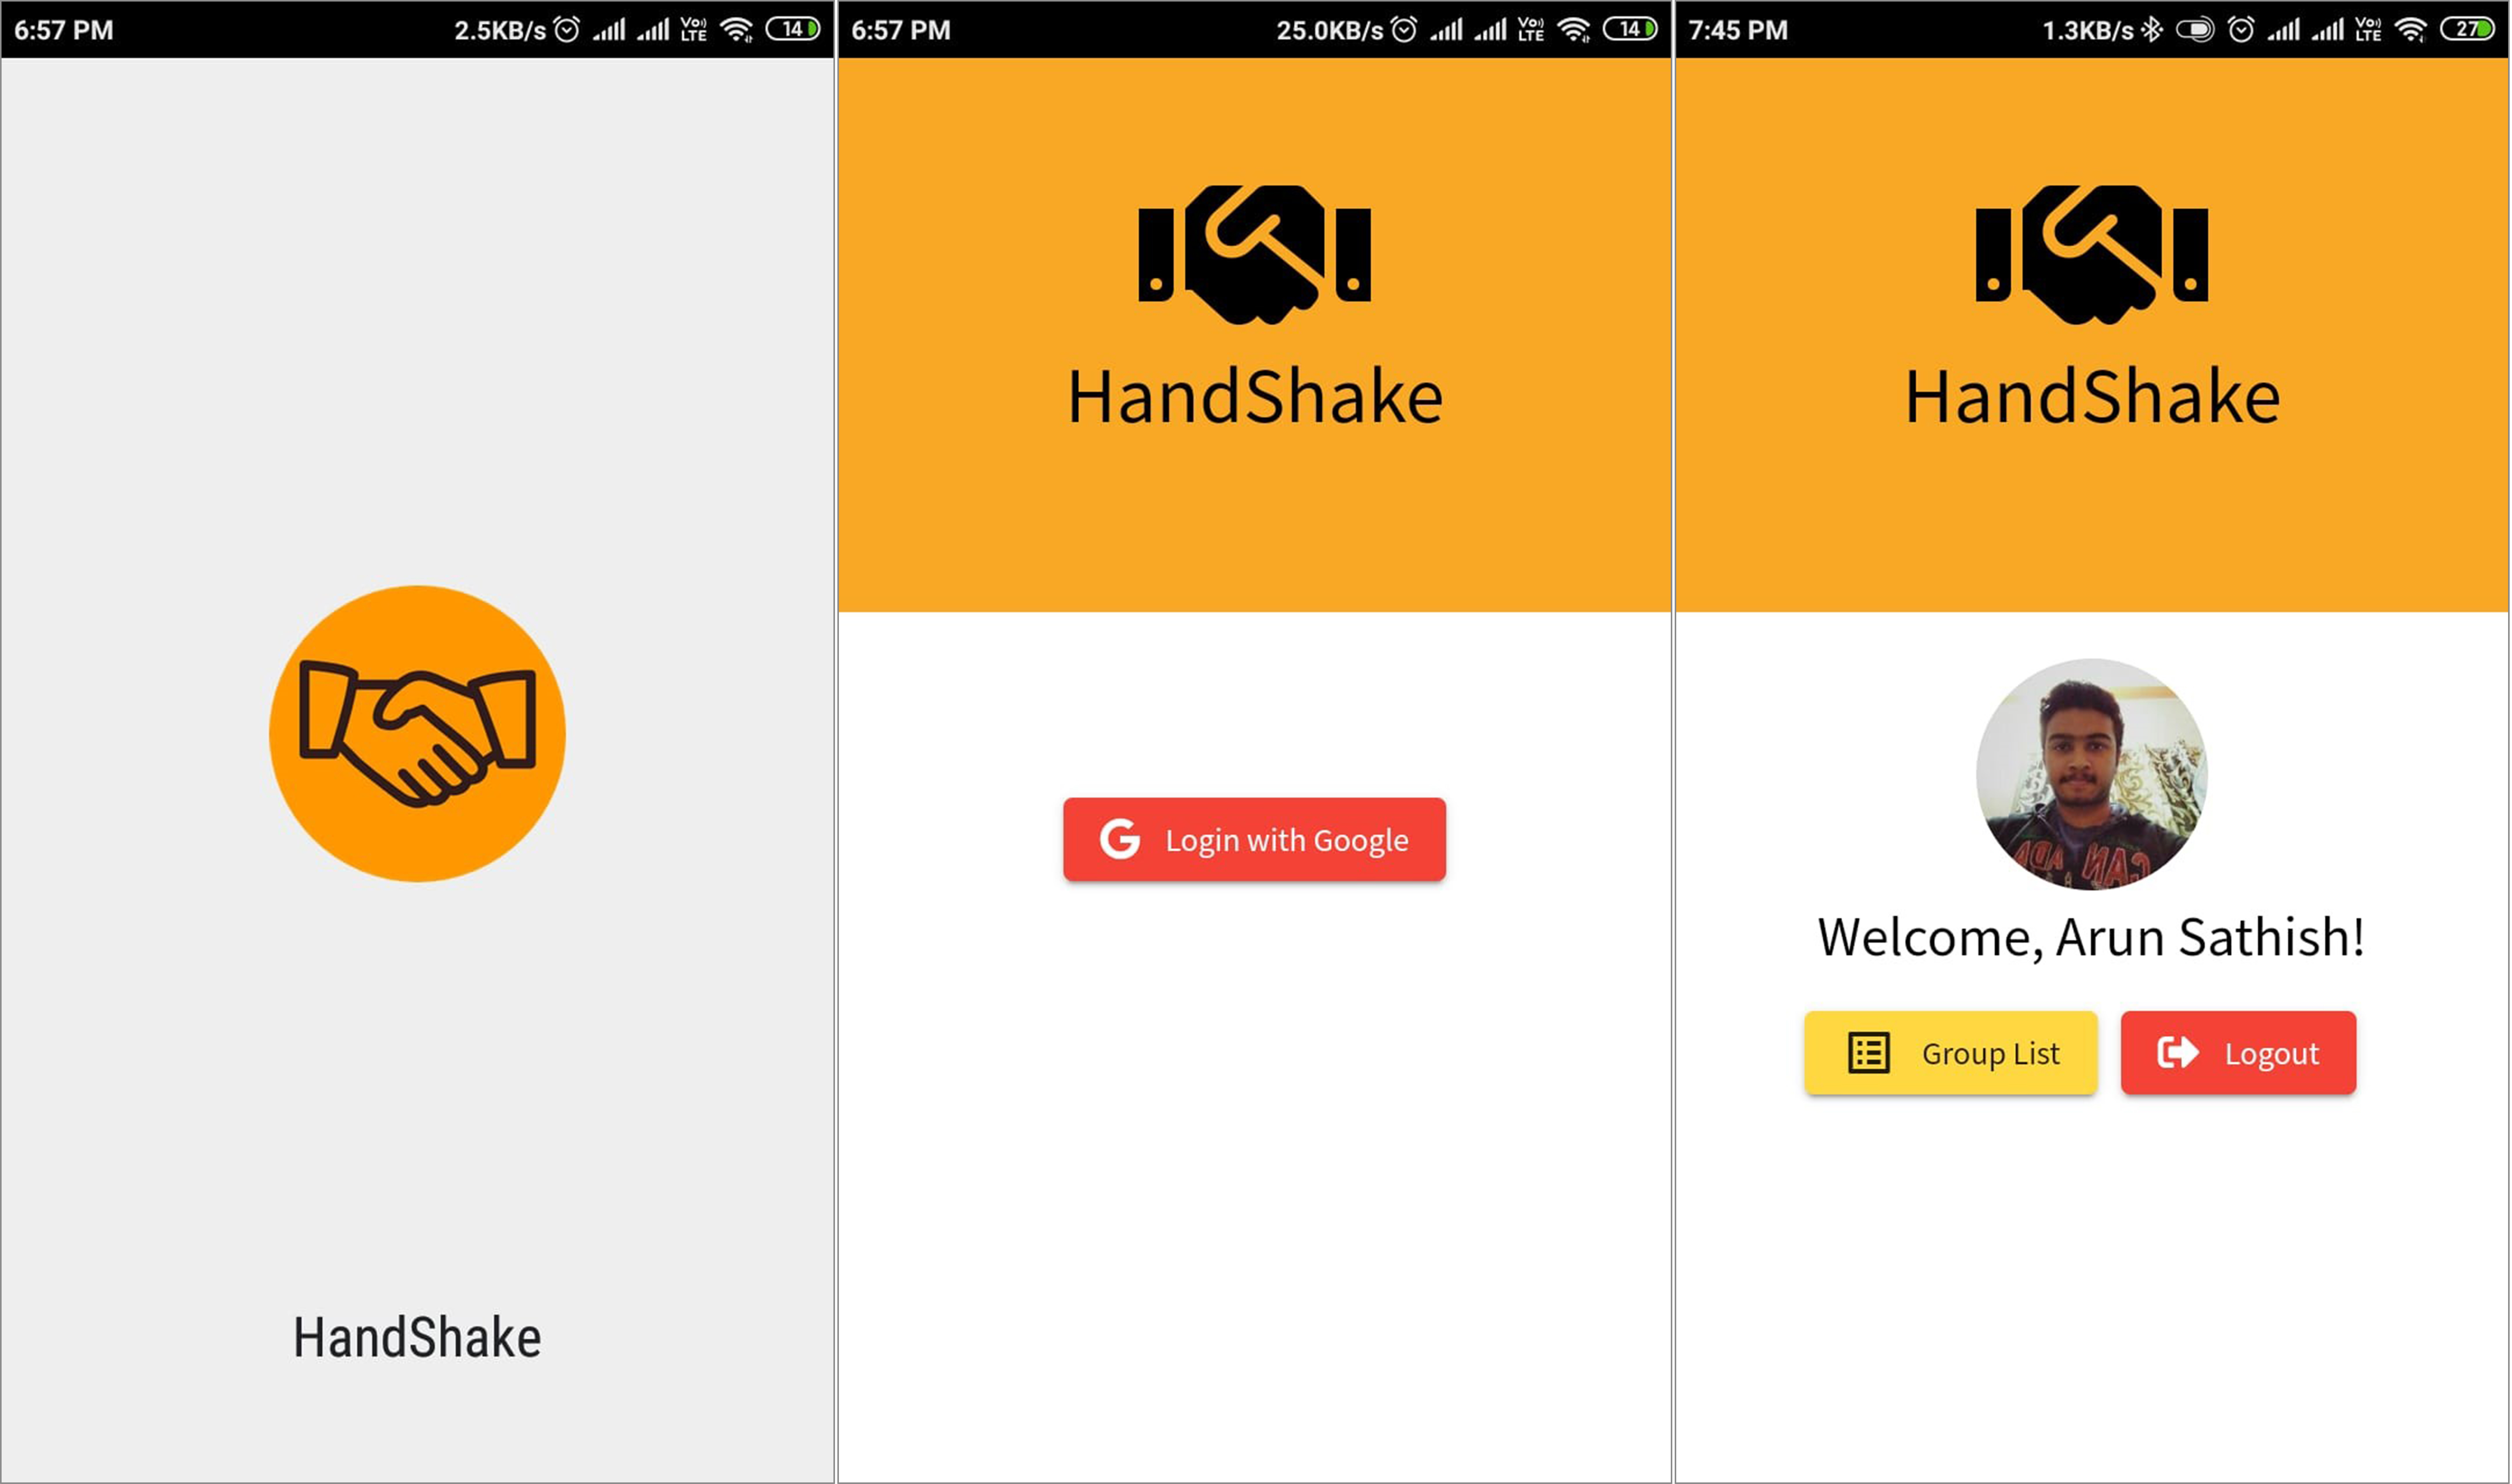 6:57 PM 2.5KB/s Vo) LTE 14
HandShake
6:57 PM 25.0KB/s Vo) LTE 14
HandShake
G Login with Google
7:45 PM 1.3KB/s Vo) LTE 27
HandShake
Welcome, Arun Sathish!
Group List
Logout